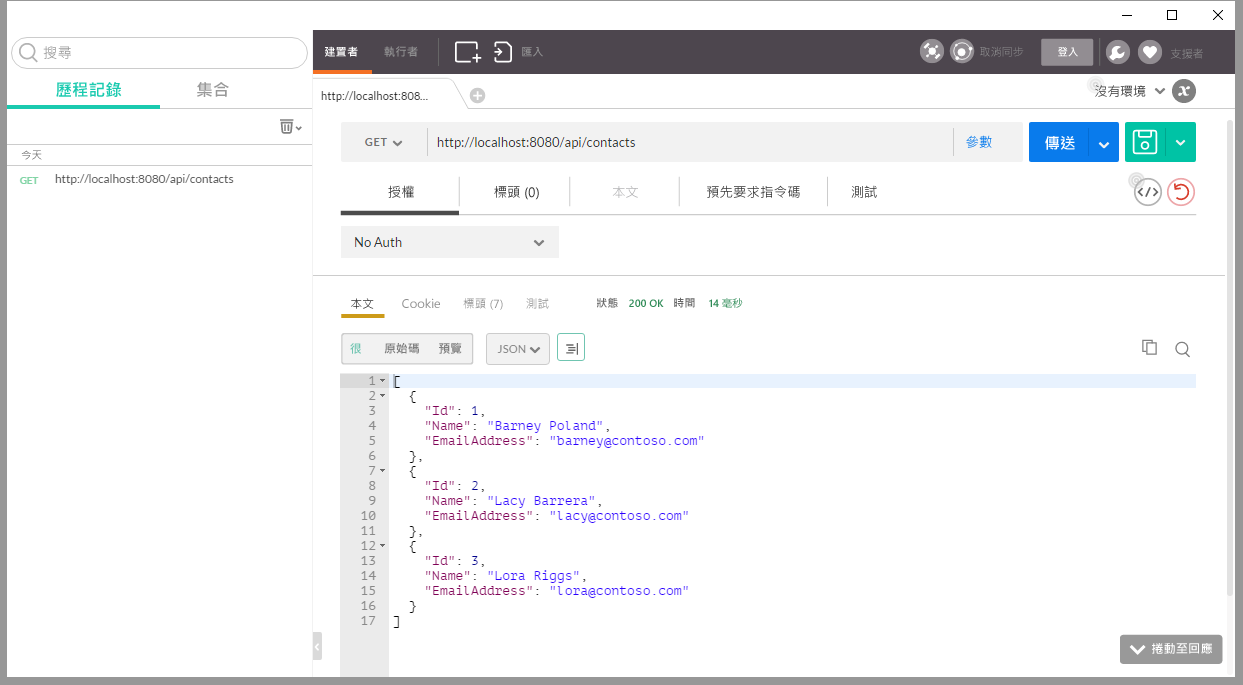 搜尋
歷程記錄 集合
今天
GET http://localhost:8080/api/contacts
建置者 執行者 匯入 取消同步 登入 支援者
http://localhost:808... 沒有環境
GET http://localhost:8080/api/contacts 參數 傳送
授權 標頭 (0) 本文 預先要求指令碼 測試
No Auth
本文 Cookie 標頭 (7) 測試 狀態 200 OK 時間 14 毫秒
很 原始碼 預覽 JSON
1 [
2 {
3 "Id": 1,
4 "Name": "Barney Poland",
5 "EmailAddress": "barney@contoso.com"
6 },
7 {
8 "Id": 2,
9 "Name": "Lacy Barrera",
10 "EmailAddress": "lacy@contoso.com"
11 },
12 {
13 "Id": 3,
14 "Name": "Lora Riggs",
15 "EmailAddress": "lora@contoso.com"
16 }
17 ]
捲動至回應